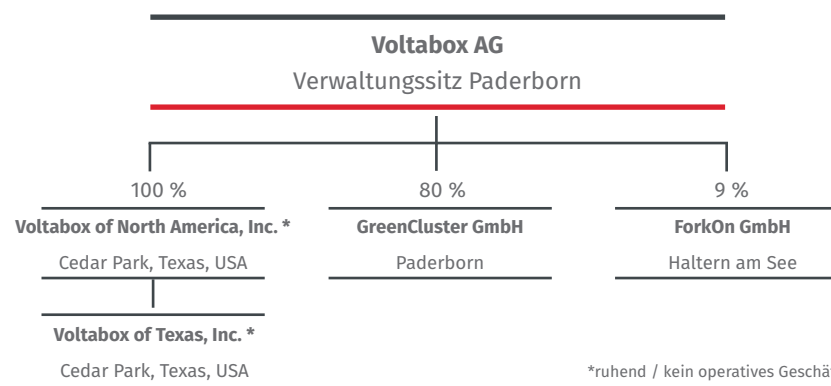 Voltabox AG
Verwaltungssitz Paderborn
100 % 80 % 9 %
Voltabox of North America, Inc. * GreenCluster GmbH ForkOn GmbH
Cedar Park, Texas, USA Paderborn Haltern am See
Voltabox of Texas, Inc. *
Cedar Park, Texas, USA *ruhend / kein operatives